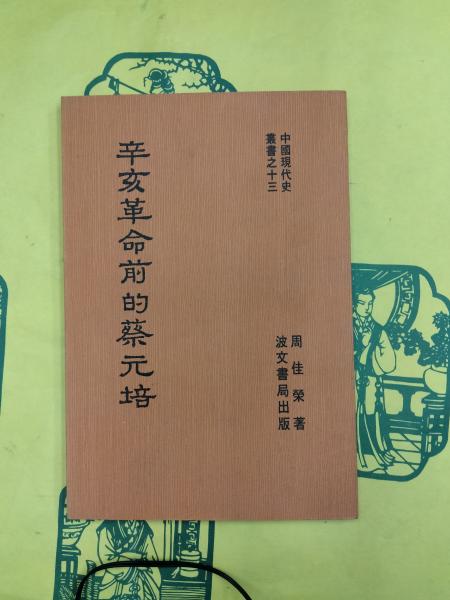 中國現代史
叢書之十三
辛亥革命前的蔡元培
周佳榮著
波文書局出版